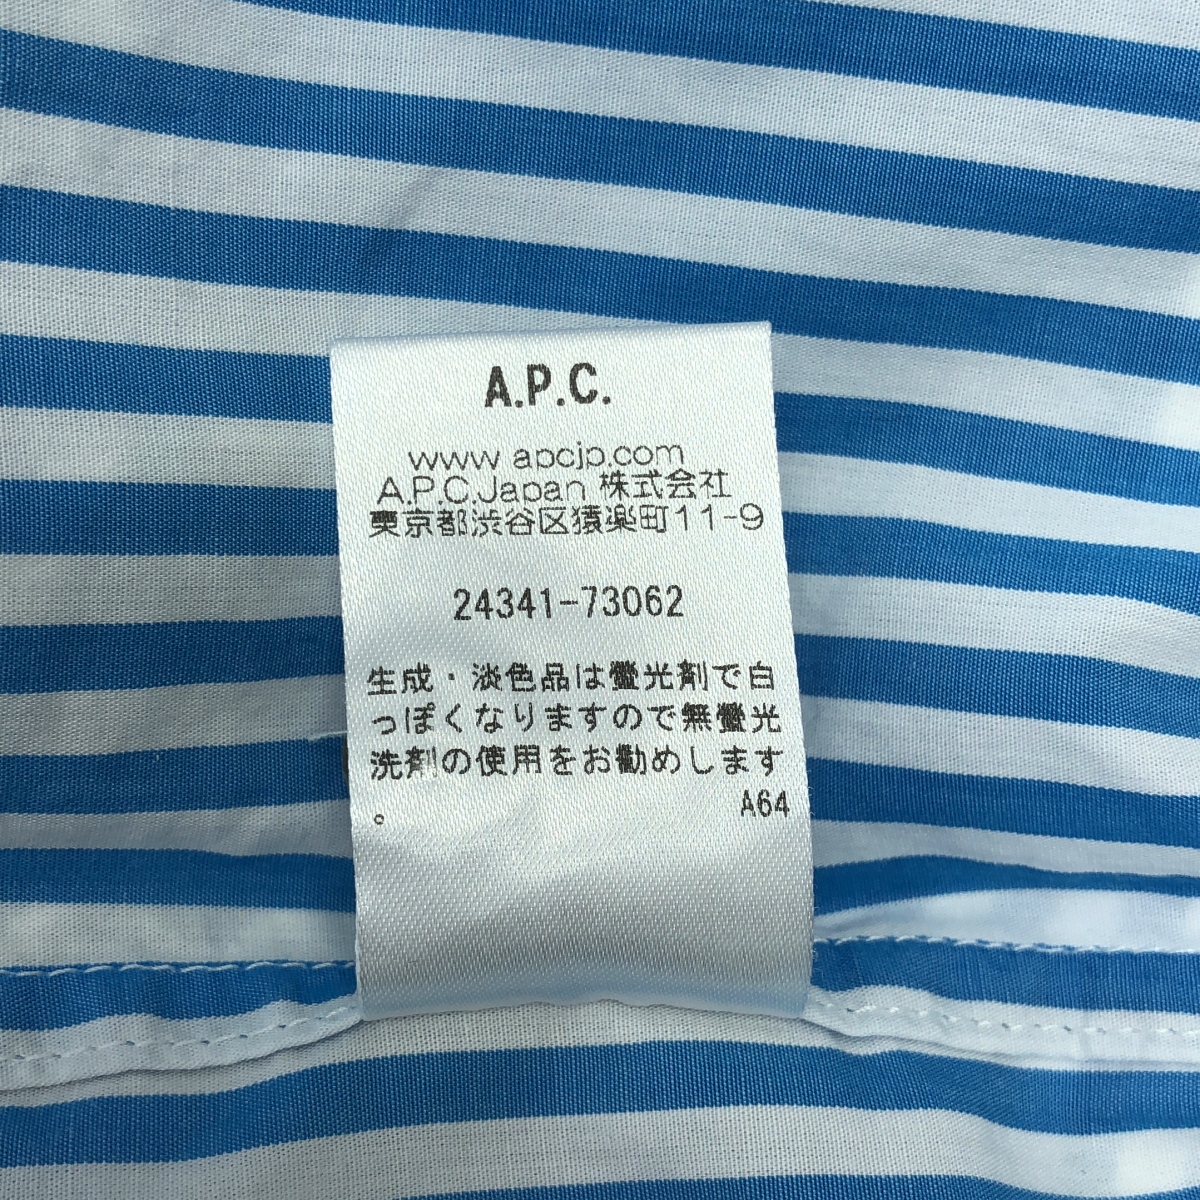 A.P.C.
www apcjp.com
A.P.C.Japan 株式会社
東京都渋谷区猿楽町11-9
24341-73062
生成・淡色品は螢光剤で白
っぽくなりますので無螢光
洗剤の使用をお勧めします
。
A64